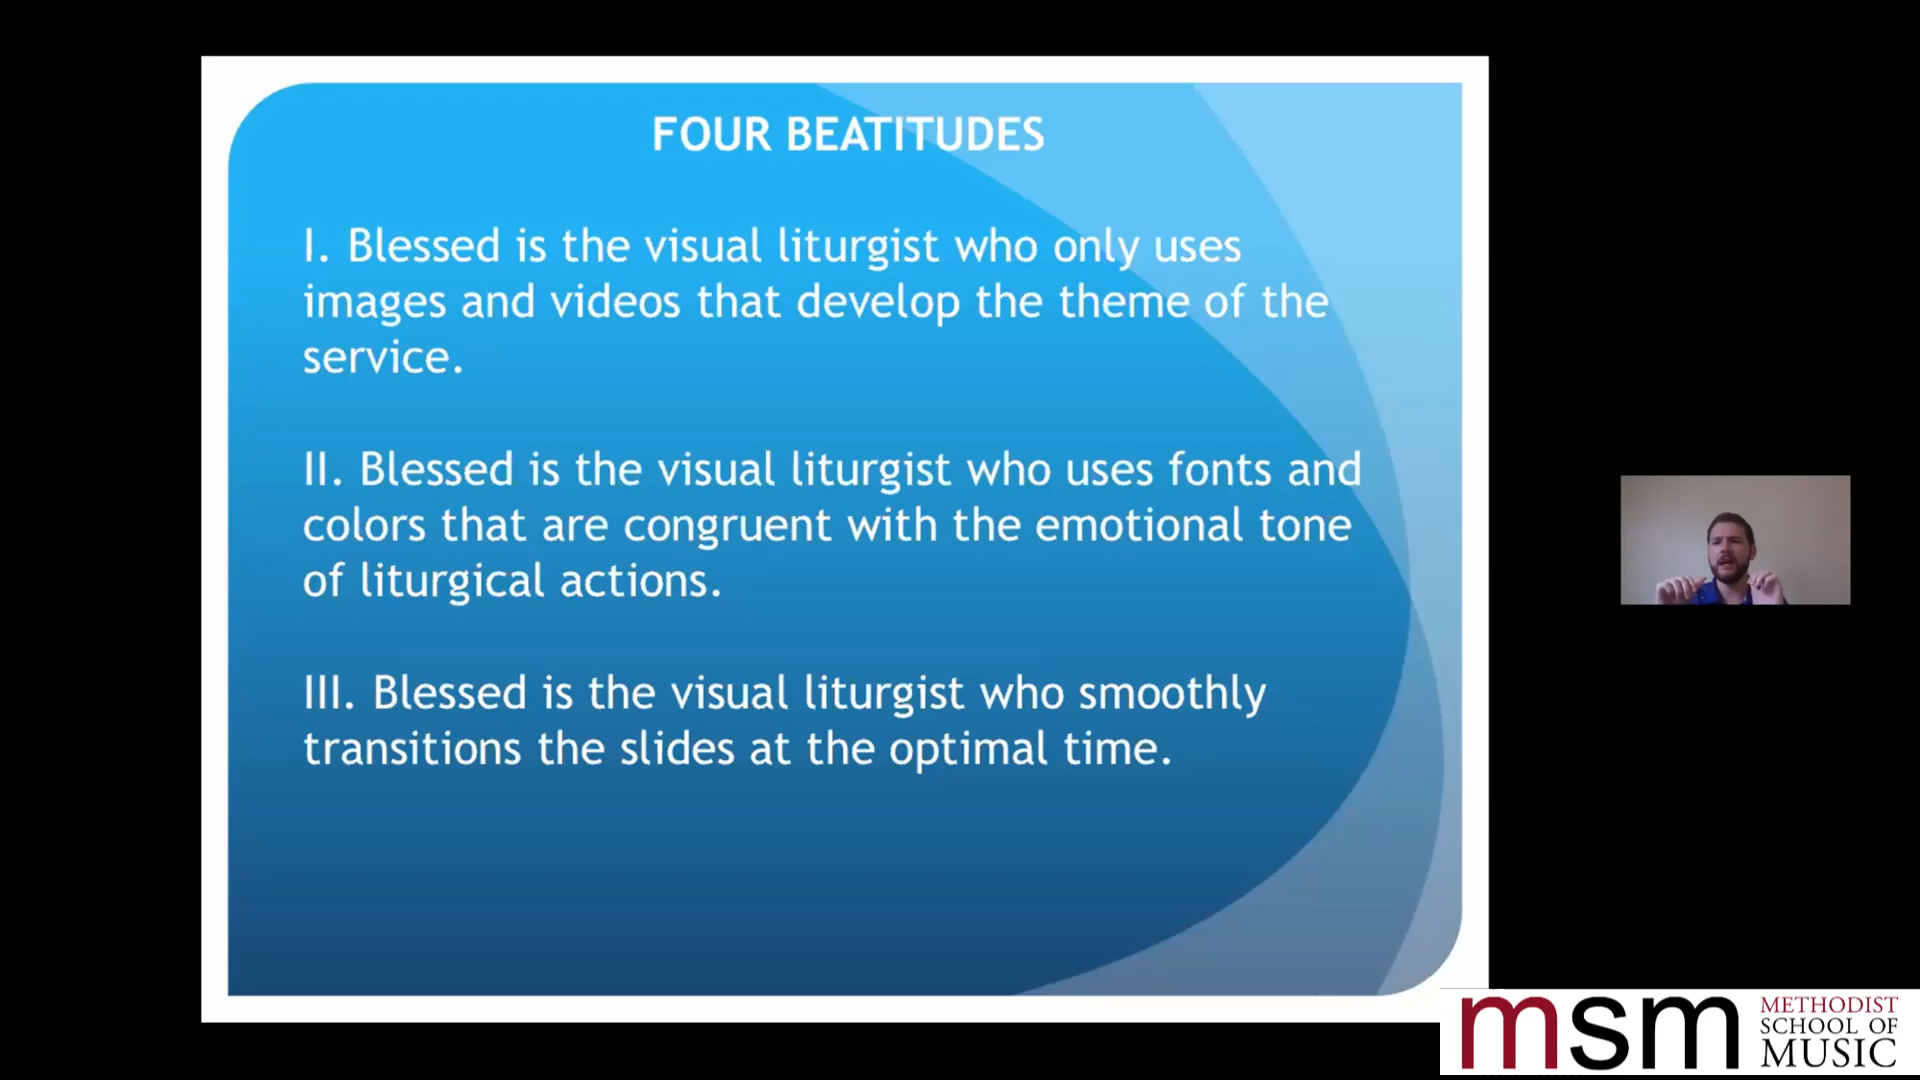 FOUR BEATITUDES
I. Blessed is the visual liturgist who only uses
images and videos that develop the theme of the
service.
II. Blessed is the visual liturgist who uses fonts and
colors that are congruent with the emotional tone
of liturgical actions.
III. Blessed is the visual liturgist who smoothly
transitions the slides at the optimal time.
msm
METHODIST
SCHOOL OF
MUSIC